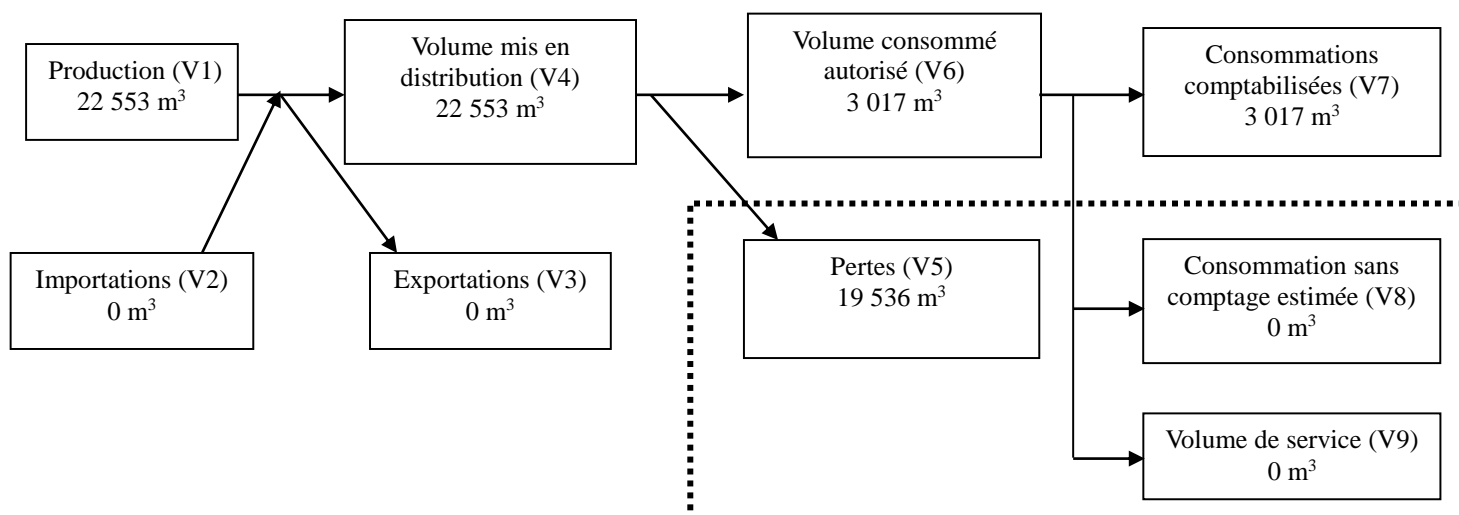 Production (V1)
22 553 m³
Volume mis en
distribution (V4)
22 553 m³
Volume consommé
autorisé (V6)
3 017 m³
Consommations
comptabilisées (V7)
3 017 m³
Importations (V2)
0 m³
Exportations (V3)
0 m³
Pertes (V5)
19 536 m³
Consommation sans
comptage estimée (V8)
0 m³
Volume de service (V9)
0 m³